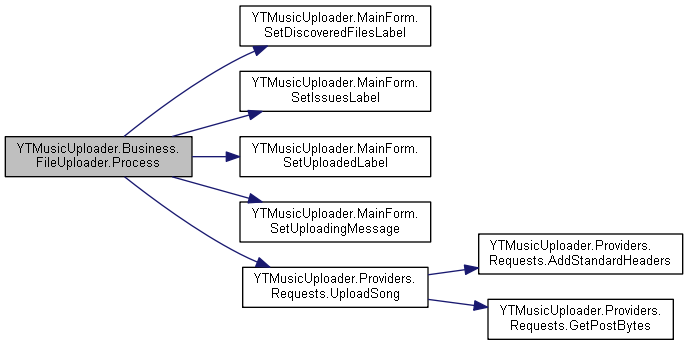 YTMusicUploader.MainForm.
SetDiscoveredFilesLabel
YTMusicUploader.MainForm.
SetIssuesLabel
YTMusicUploader.Business.
FileUploader.Process
YTMusicUploader.MainForm.
SetUploadedLabel
YTMusicUploader.MainForm.
SetUploadingMessage
YTMusicUploader.Providers.
Requests.UploadSong
YTMusicUploader.Providers.
Requests.AddStandardHeaders
YTMusicUploader.Providers.
Requests.GetPostBytes